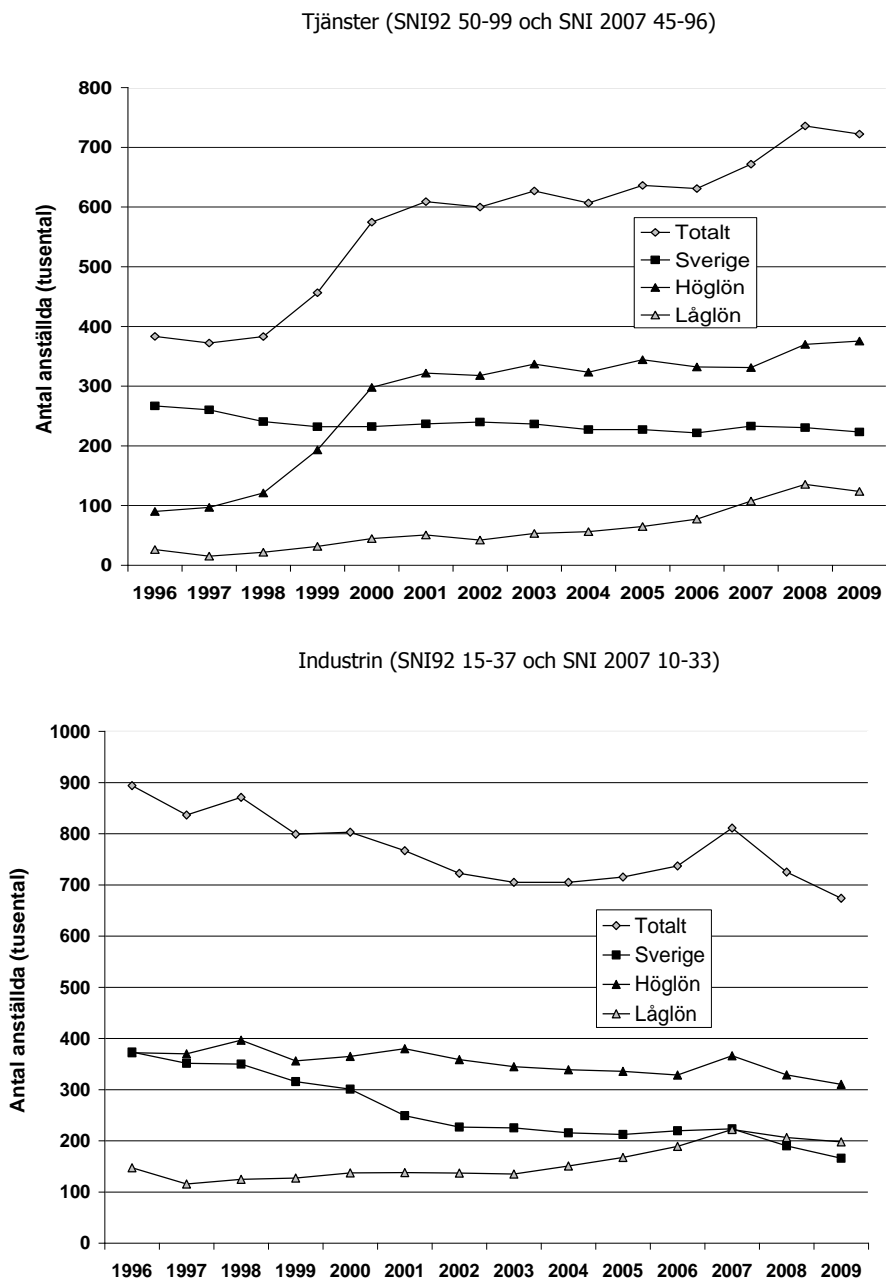 Tjänster (SNI92 50-99 och SNI 2007 45-96)
Antal anställda (tusental)
800
700
600
500
400
300
200
100
0
Totalt
Sverige
Höglön
Låglön
1996 1997 1998 1999 2000 2001 2002 2003 2004 2005 2006 2007 2008 2009
Industrin (SNI92 15-37 och SNI 2007 10-33)
Antal anställda (tusental)
1000
900
800
700
600
500
400
300
200
100
0
Totalt
Sverige
Höglön
Låglön
1996 1997 1998 1999 2000 2001 2002 2003 2004 2005 2006 2007 2008 2009